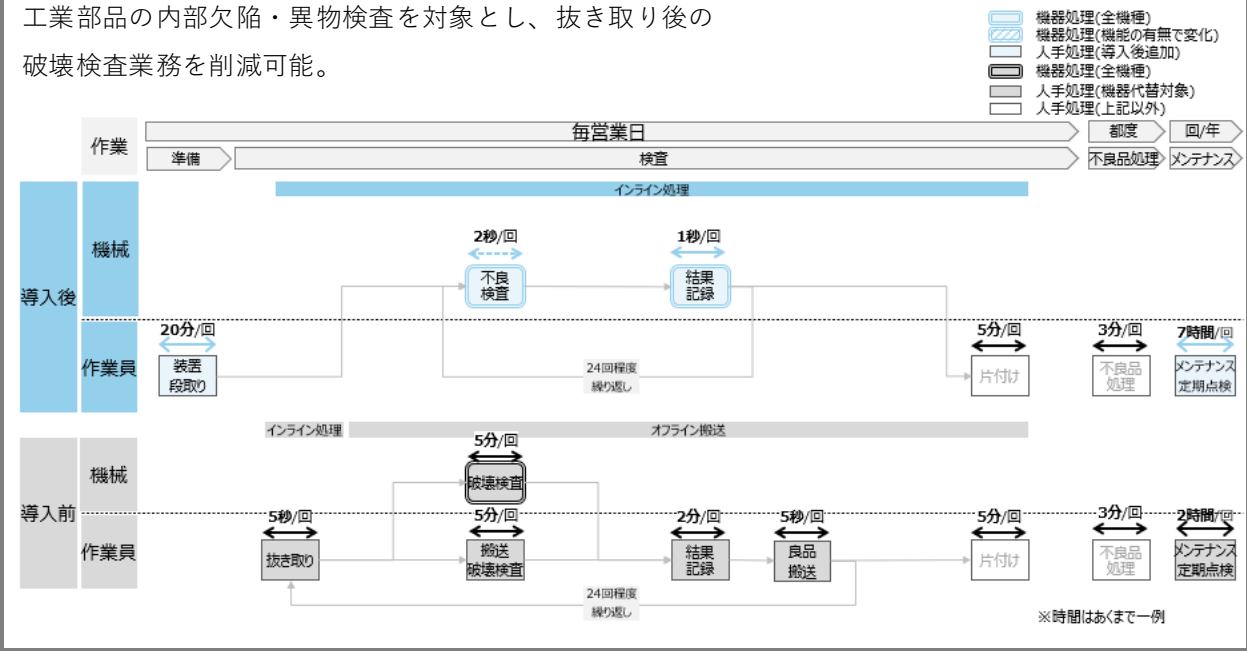 工業部品の内部欠陥・異物検査を対象とし、抜き取り後の
破壊検査業務を削減可能。
機器処理(全機種)
機器処理(機能の有無で変化)
人手処理(導入後追加)
機器処理(全機種)
人手処理(機器代替対象)
人手処理(上記以外)
作業
毎営業日
都度
回/年
準備
検査
不良品処理
メンテナンス
インライン処理
導入後
機械
2秒/回
1秒/回
不良
検査
結果
記録
作業員
20分/回
5分/回
3分/回
7時間/回
装置
段取り
24回程度
繰り返し
片付け
不良品
処理
メンテナンス
定期点検
インライン処理
オフライン搬送
導入前
機械
5分/回
破壊検査
作業員
5秒/回
5分/回
2分/回
5秒/回
5分/回
3分/回
2時間/回
抜き取り
搬送
破壊検査
結果
記録
良品
搬送
片付け
不良品
処理
メンテナンス
定期点検
24回程度
繰り返し
※時間はあくまで一例